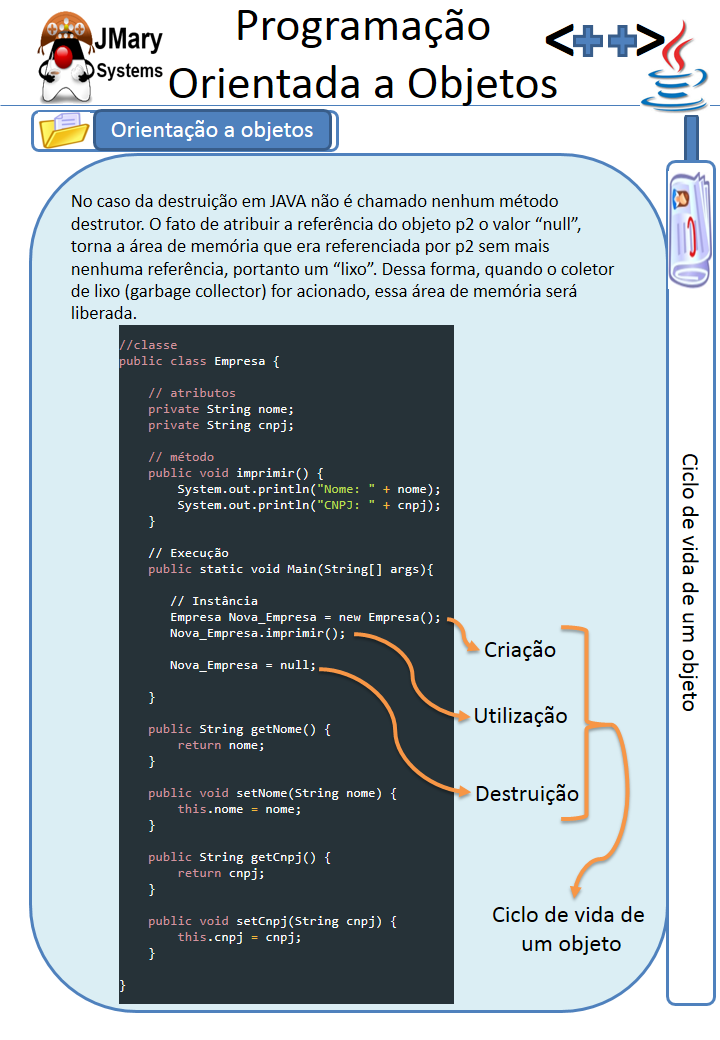 JMary
Systems
Programação
Orientada a Objetos
<++>
Orientação a objetos
No caso da destruição em JAVA não é chamado nenhum método
destrutor. O fato de atribuir a referência do objeto p2 o valor “null”,
torna a área de memória que era referenciada por p2 sem mais
nenhuma referência, portanto um “lixo”. Dessa forma, quando o coletor
de lixo (garbage collector) for acionado, essa área de memória será
liberada.
//classe
public class Empresa {
// atributos
private String nome;
private String cnpj;
// método
public void imprimir() {
System.out.println("Nome: " + nome);
System.out.println("CNPJ: " + cnpj);
}
// Execução
public static void Main(String[] args){
// Instância
Empresa Nova_Empresa = new Empresa();
Nova_Empresa.imprimir();
Nova_Empresa = null;
}
public String getNome() {
return nome;
}
public void setNome(String nome) {
this.nome = nome;
}
public String getCnpj() {
return cnpj;
}
public void setCnpj(String cnpj) {
this.cnpj = cnpj;
}
}
Criação
Utilização
Destruição
Ciclo de vida de
um objeto
Ciclo de vida de um objeto